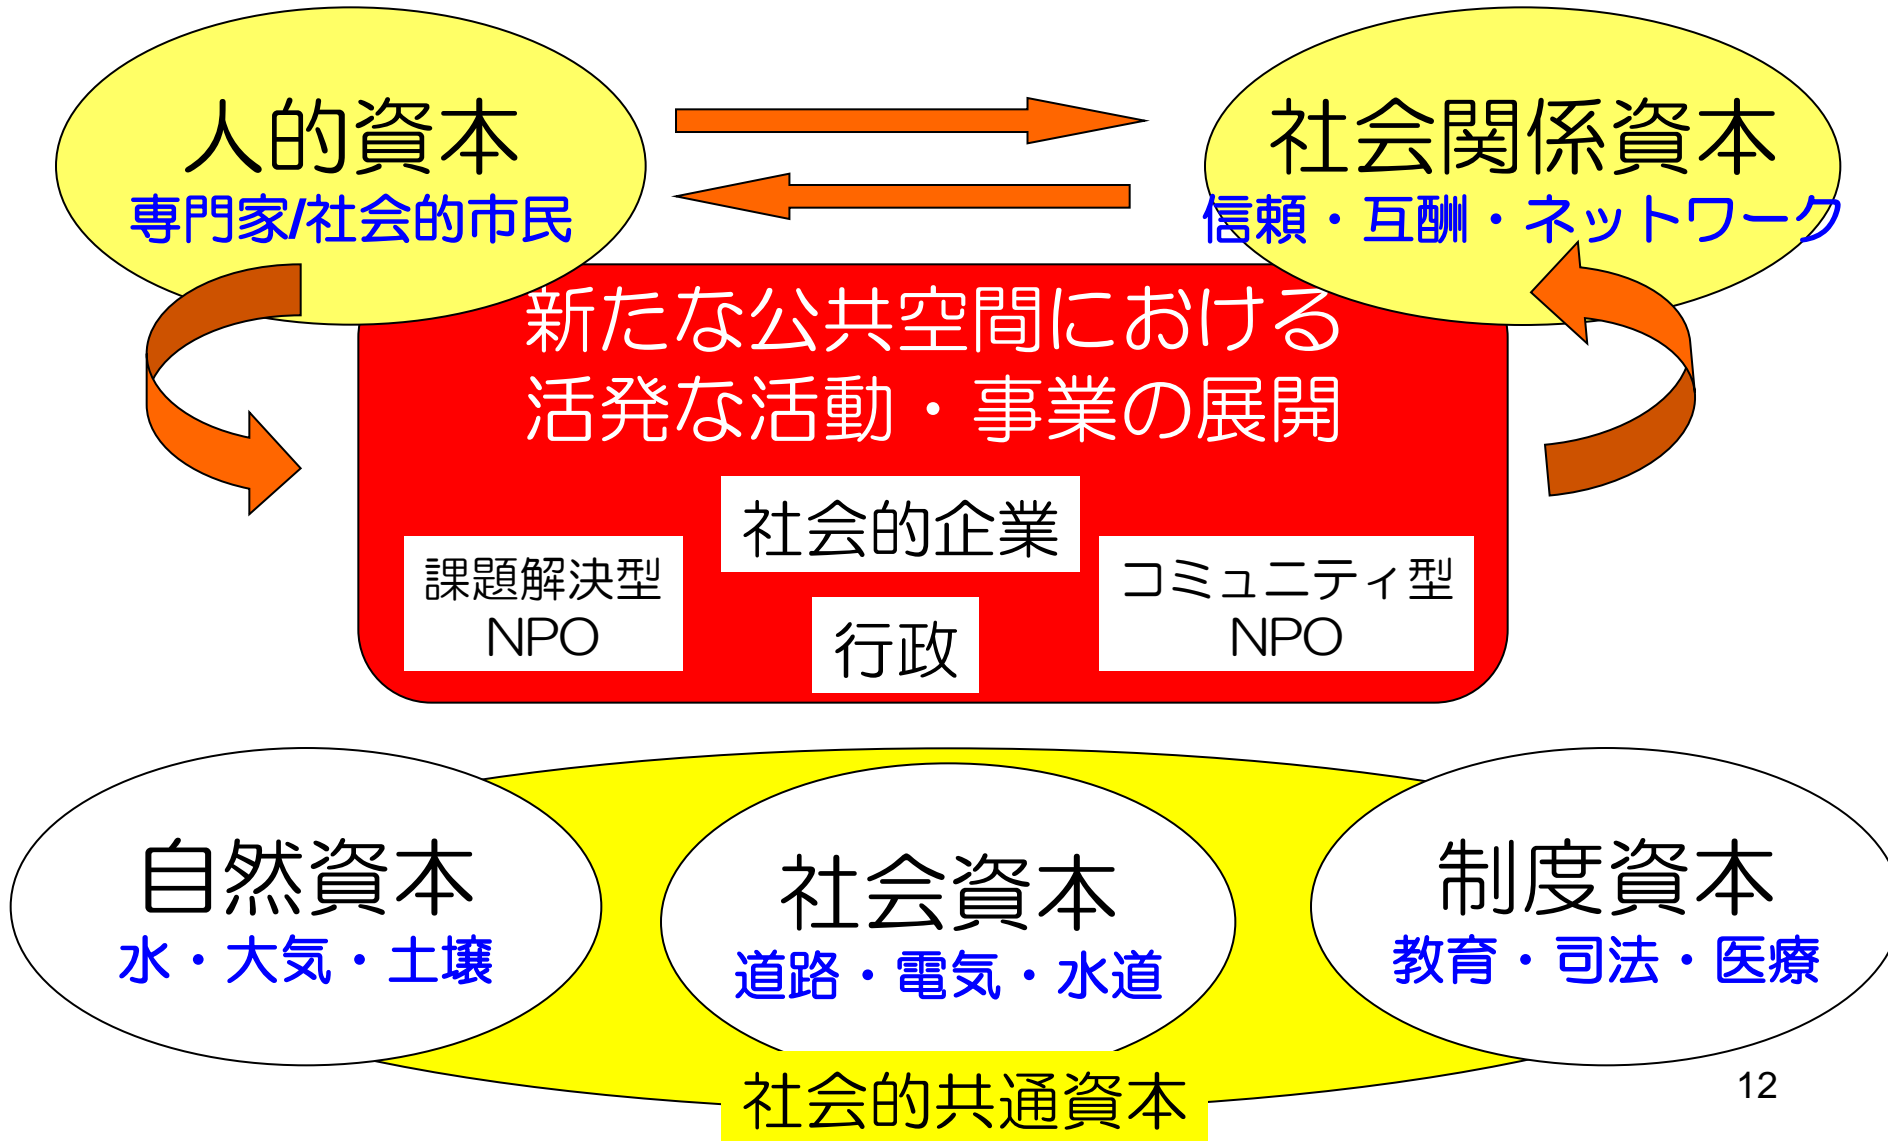 人的資本
専門家/社会的市民
社会関係資本
信頼・互酬・ネットワーク
新たな公共空間における
活発な活動・事業の展開
社会的企業
課題解決型
NPO
行政
コミュニティ型
NPO
自然資本
水・大気・土壌
社会資本
道路・電気・水道
制度資本
教育・司法・医療
社会的共通資本
12